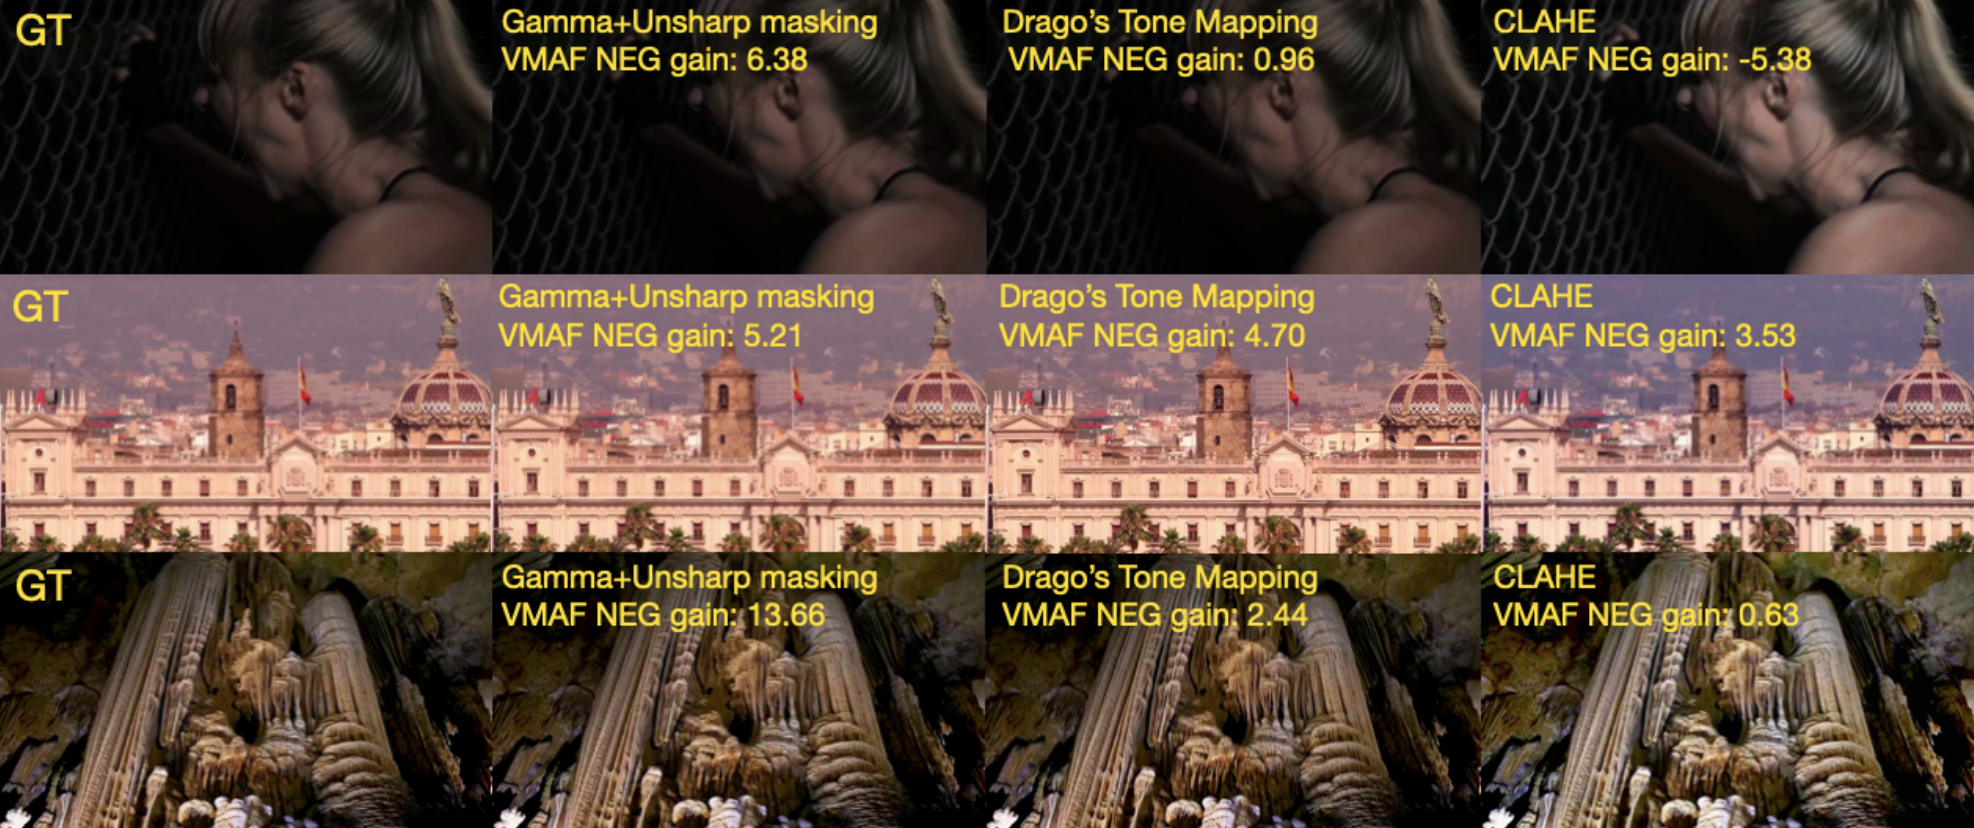 GT
Gamma+Unsharp masking
VMAF NEG gain: 6.38
Drago's Tone Mapping
VMAF NEG gain: 0.96
CLAHE
VMAF NEG gain: -5.38
GT
Gamma+Unsharp masking
VMAF NEG gain: 5.21
Drago's Tone Mapping
VMAF NEG gain: 4.70
CLAHE
VMAF NEG gain: 3.53
GT
Gamma+Unsharp masking
VMAF NEG gain: 13.66
Drago's Tone Mapping
VMAF NEG gain: 2.44
CLAHE
VMAF NEG gain: 0.63